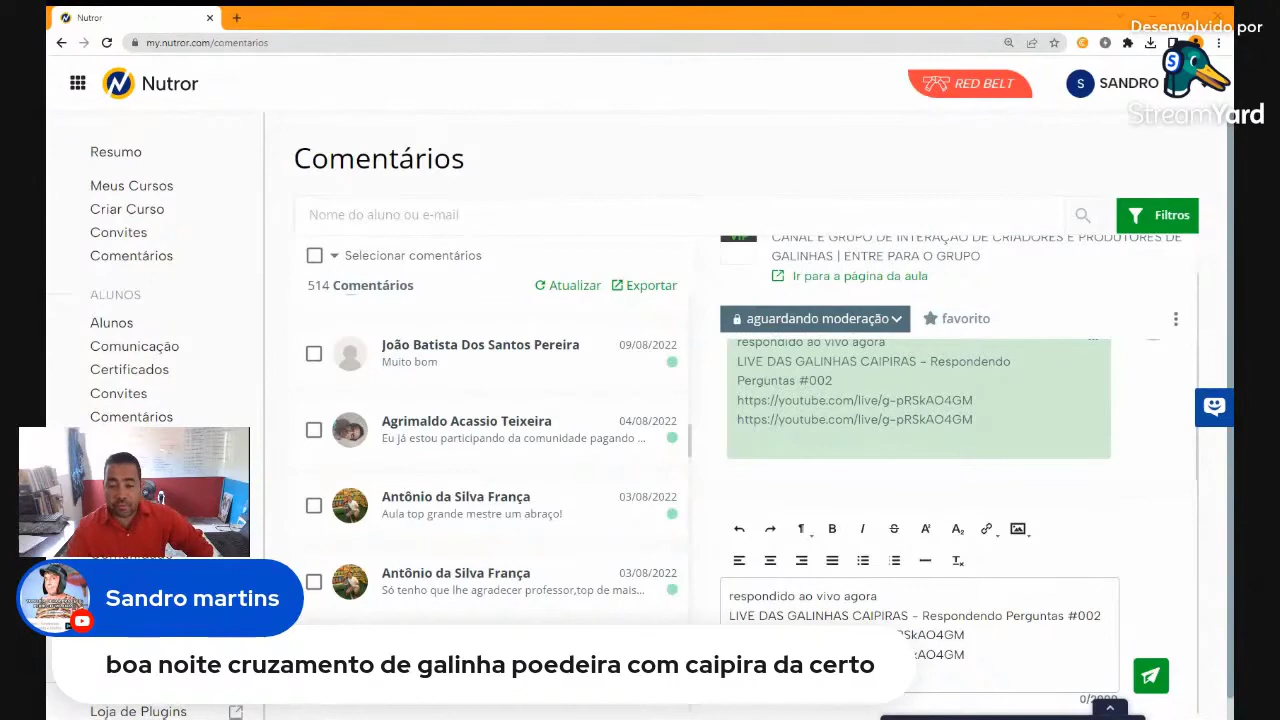 Nutror
my.nutror.com/comentarios
Desenvolvido por
StreamYard
Nutror
RED BELT
S
SANDRO
Resumo
Meus Cursos
Criar Curso
Convites
Comentários
ALUNOS
Alunos
Comunicação
Certificados
Convites
Comentários
Loja de Plugins
Comentários
Nome do aluno ou e-mail
Filtros
Selecionar comentários
514 Comentários
Atualizar
Exportar
João Batista Dos Santos Pereira
09/08/2022
Muito bom
Agrimaldo Acassio Teixeira
04/08/2022
Eu já estou participando da comunidade pagando ...
Antônio da Silva França
03/08/2022
Aula top grande mestre um abraço!
Antônio da Silva França
03/08/2022
Só tenho que lhe agradecer professor,top de mais...
VIP
CANAL E GRUPO DE INTERAÇÃO DE CRIADORES E PRODUTORES DE
GALINHAS | ENTRE PARA O GRUPO
Ir para a página da aula
aguardando moderação
favorito
respondido ao vivo agora
LIVE DAS GALINHAS CAIPIRAS - Respondendo
Perguntas #002
https://youtube.com/live/g-pRSkAO4GM
https://youtube.com/live/g-pRSkAO4GM
respondido ao vivo agora
LIVE DAS GALINHAS CAIPIRAS - Respondendo Perguntas #002
RSkAO4GM
RSkAO4GM
Sandro martins
boa noite cruzamento de galinha poedeira com caipira da certo